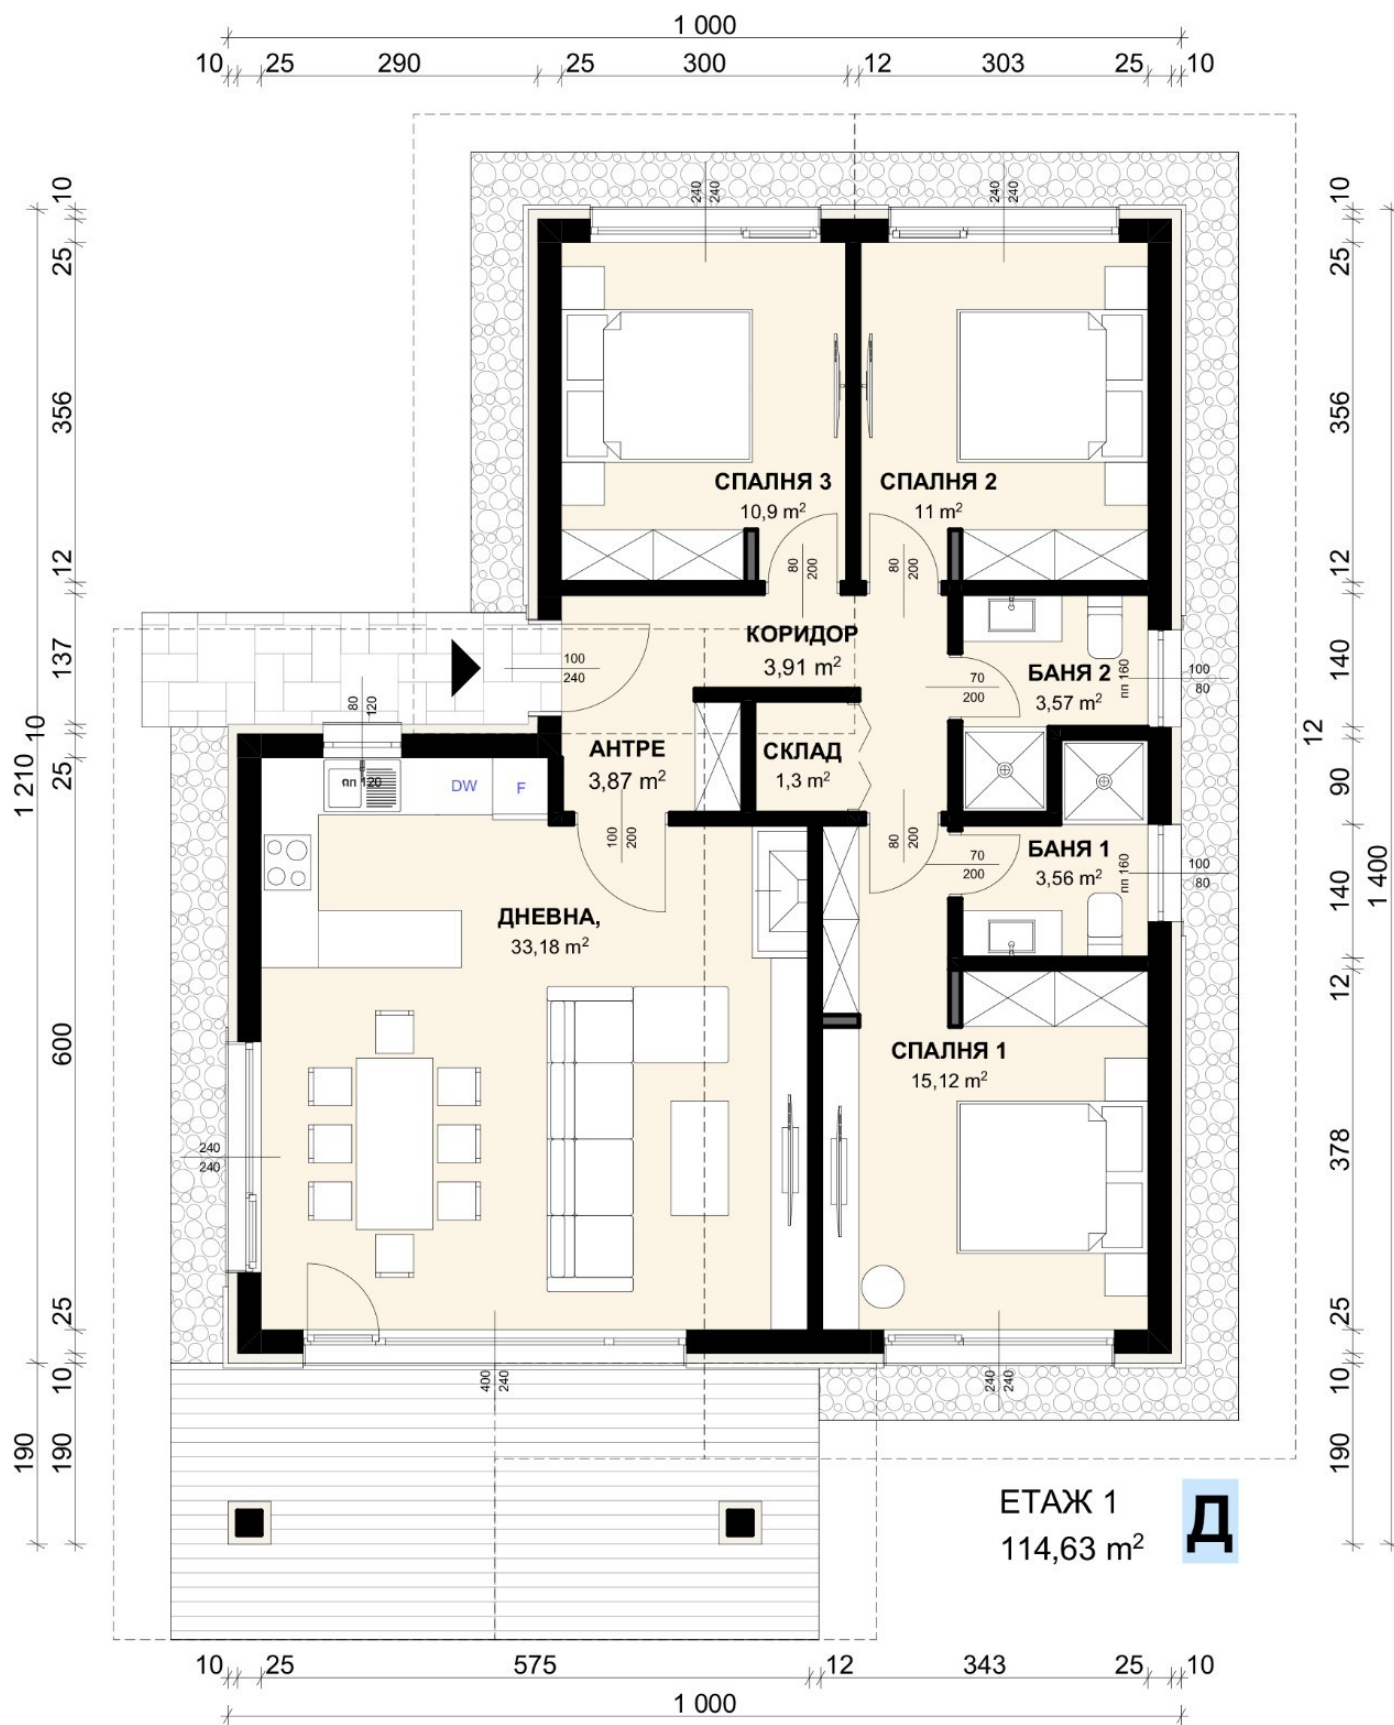 1 000
10 25 290 25 300 12 303 25 10
240 240
240 240
10
25
356
12
137
10
25
600
25
10
190
1 210
190
10
25
356
12
140
12
90
140
12
378
25
10
190
1 400
СПАЛНЯ 3
10,9 m²
СПАЛНЯ 2
11 m²
80 200
80 200
КОРИДОР
3,91 m²
100
240
80 120
БАНЯ 2
3,57 m²
пп 160
100
80
70
200
АНТРЕ
3,87 m²
СКЛАД
1,3 m²
пп 120
DW
F
100 200
80 200
70
200
БАНЯ 1
3,56 m²
пп 160
100
80
ДНЕВНА,
33,18 m²
СПАЛНЯ 1
15,12 m²
240
240
400 240
240 240
ЕТАЖ 1
114,63 m²
Д
10 25 575 12 343 25 10
1 000